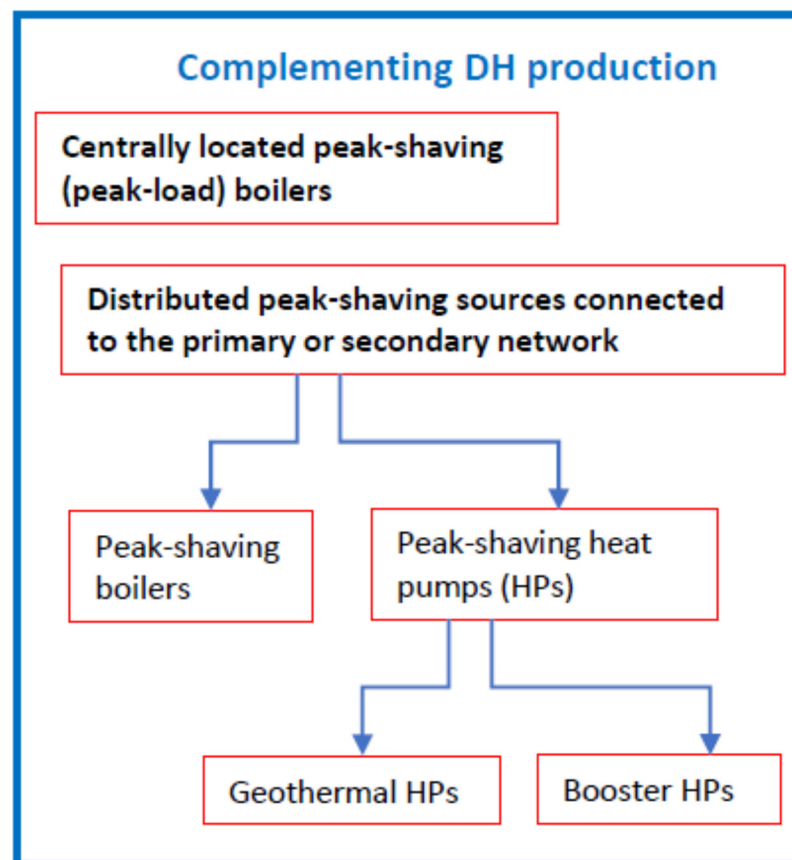 Complementing DH production
Centrally located peak-shaving
(peak-load) boilers
Distributed peak-shaving sources connected
to the primary or secondary network
Peak-shaving
boilers
Peak-shaving heat
pumps (HPs)
Geothermal HPs
Booster HPs